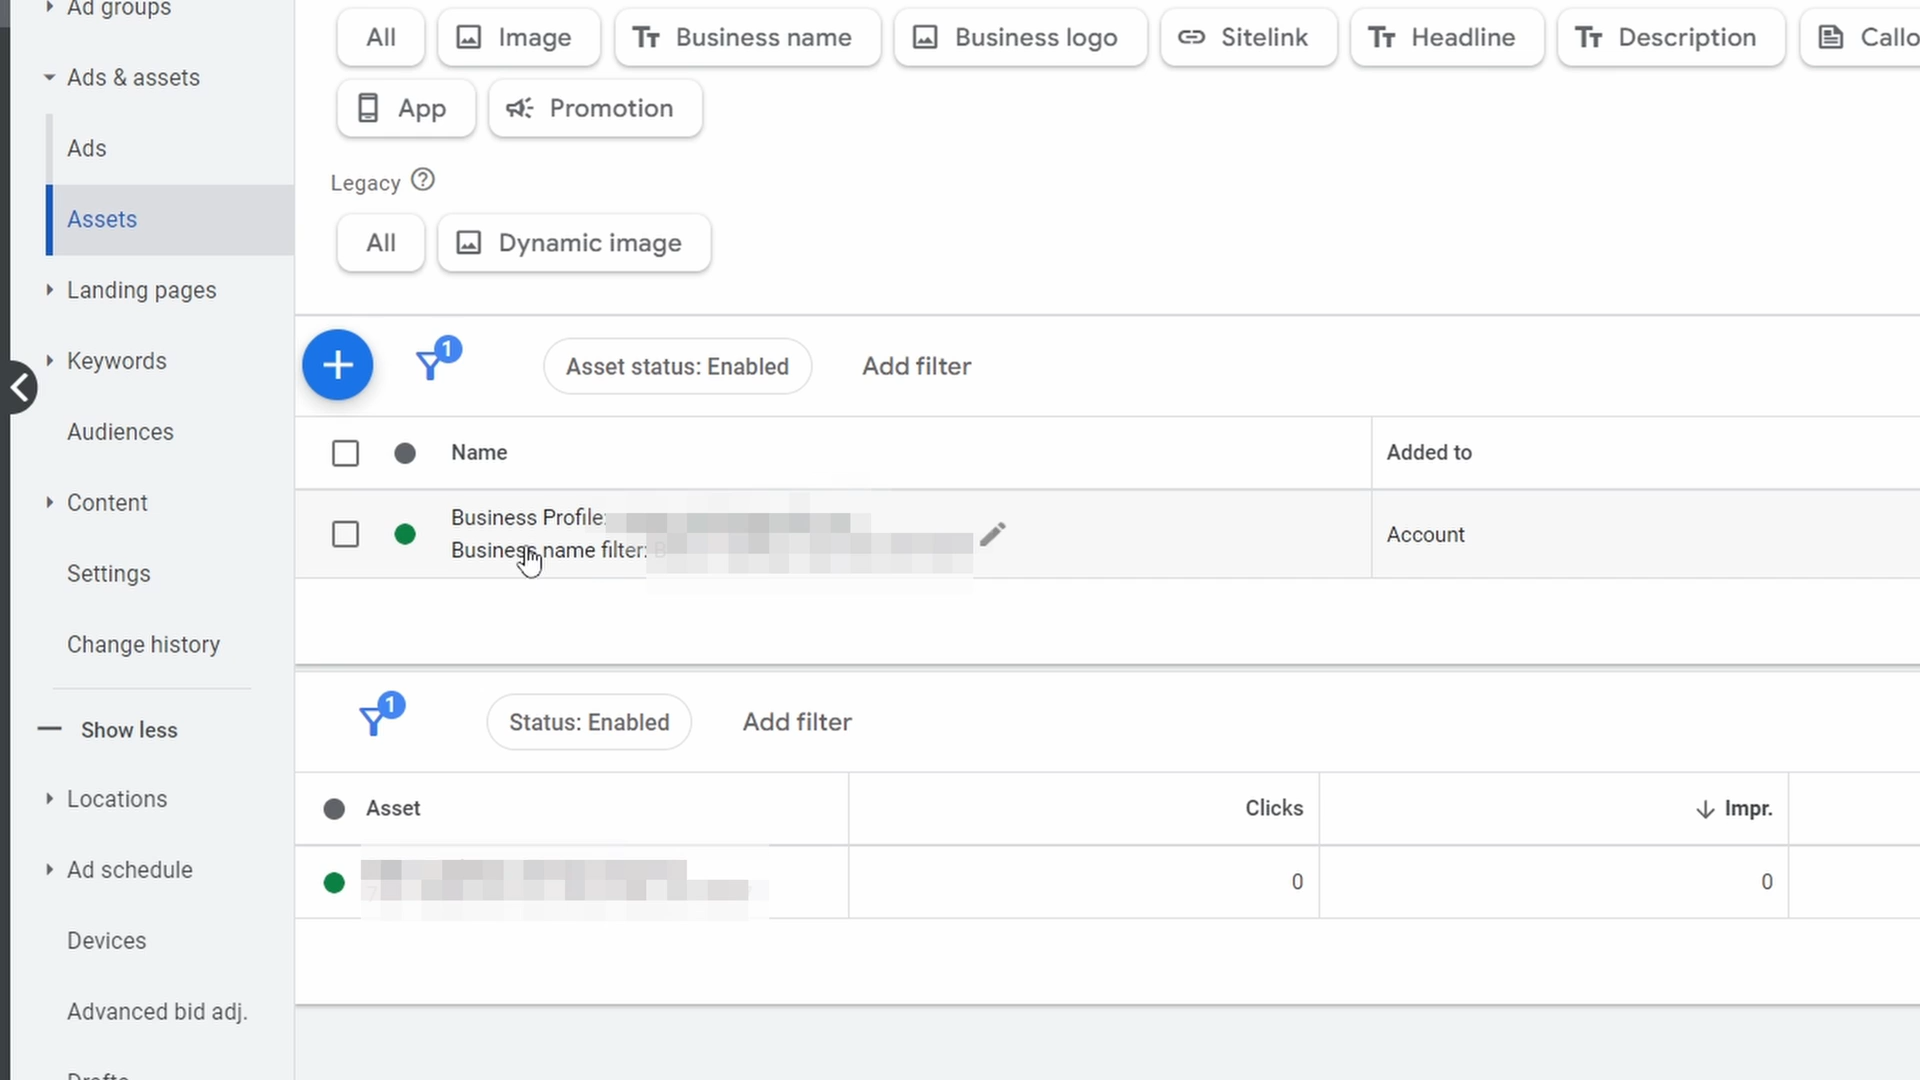 Ad groups
Ads & assets
Ads
Assets
Landing pages
Keywords
Audiences
Content
Settings
Change history
Show less
Locations
Ad schedule
Devices
Advanced bid adj.
All
Image
Business name
Business logo
Sitelink
Headline
Description
App
Promotion
Legacy
All
Dynamic image
1
Asset status: Enabled
Add filter
Name
Added to
Business Profile:
Business name filter:
Account
1
Status: Enabled
Add filter
Asset
Clicks
Impr.
0
0